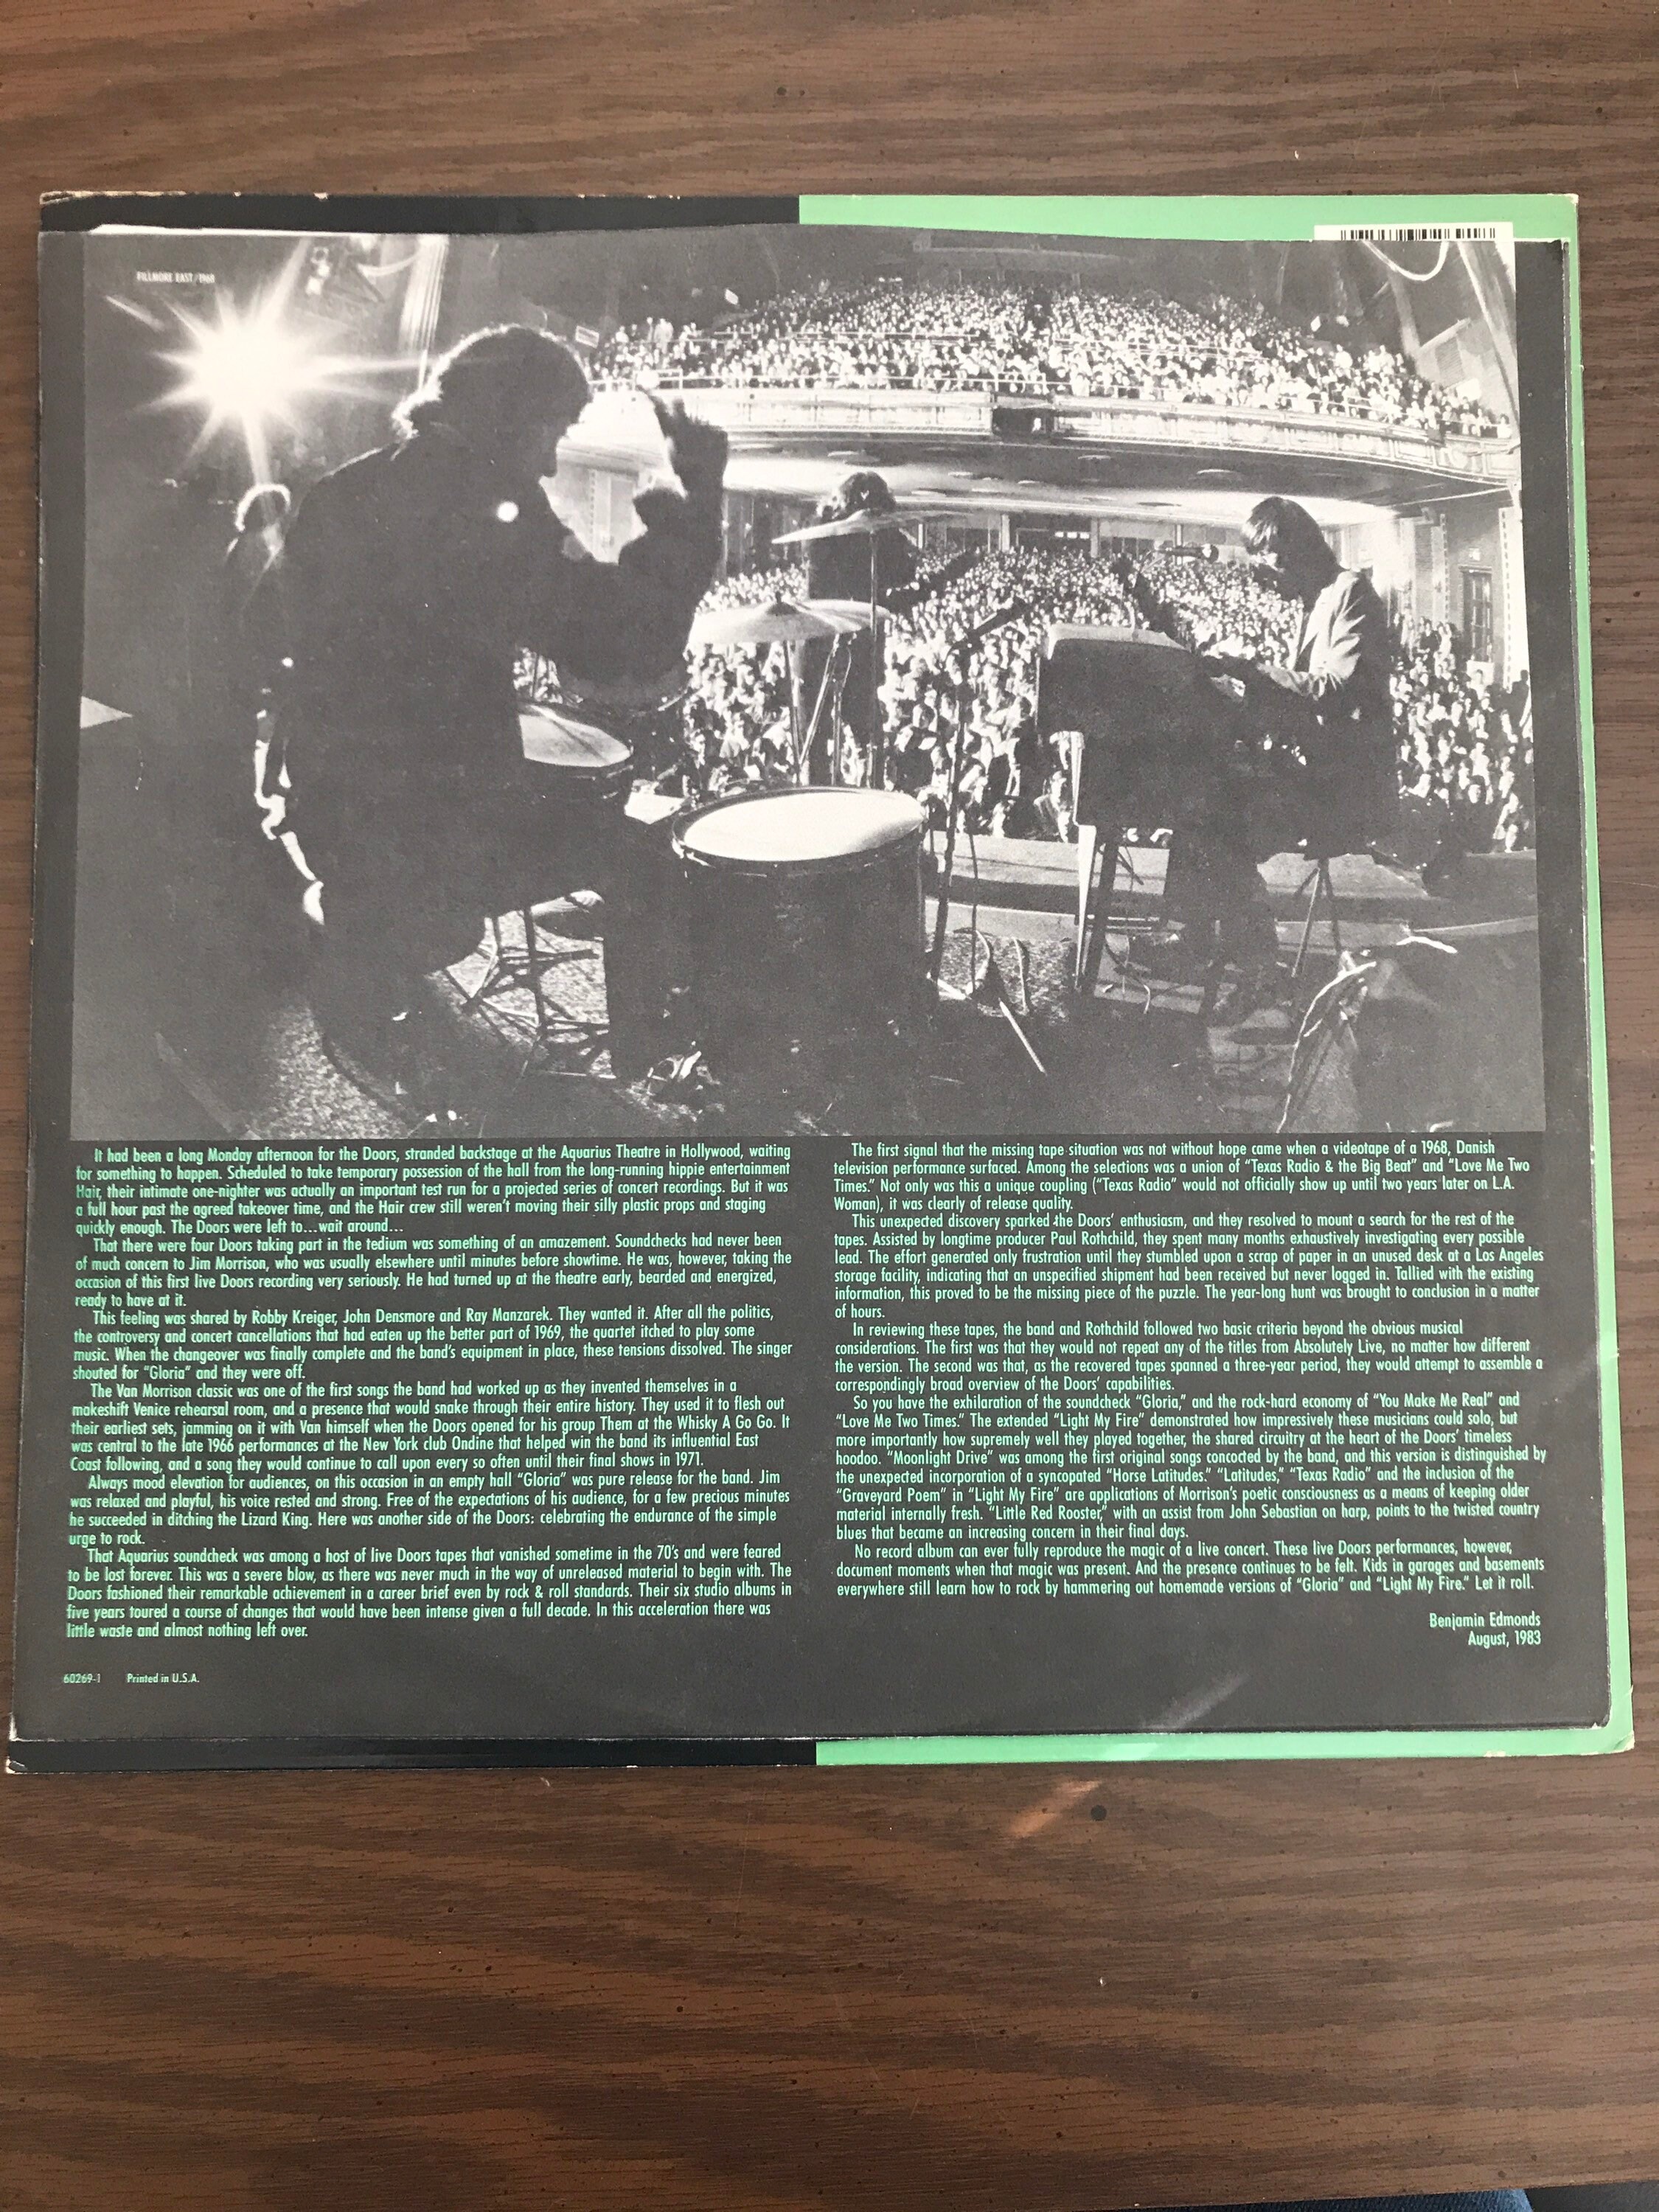 FILLMORE EAST/1968
It had been a long Monday afternoon for the Doors, stranded backstage at the Aquarius Theatre in Hollywood, waiting
for something to happen. Scheduled to take temporary possession of the hall from the long-running hippie entertainment
Hair, their intimate one-nighter was actually an important test run for a projected series of concert recordings. But it was
a full hour past the agreed takeover time, and the Hair crew still weren't moving their silly plastic props and staging
quickly enough. The Doors were left to...wait around...
That there were four Doors taking part in the tedium was something of an amazement. Soundchecks had never been
of much concern to Jim Morrison, who was usually elsewhere until minutes before showtime. He was, however, taking the
occasion of this first live Doors recording very seriously. He had turned up at the theatre early, bearded and energized,
ready to have at it.
This feeling was shared by Robby Kreiger, John Densmore and Ray Manzarek. They wanted it. After all the politics,
the controversy and concert cancellations that had eaten up the better part of 1969, the quartet itched to play some
music. When the changeover was finally complete and the band's equipment in place, these tensions dissolved. The singer
shouted for "Gloria" and they were off.
The Van Morrison classic was one of the first songs the band had worked up as they invented themselves in a
makeshift Venice rehearsal room, and a presence that would snake through their entire history. They used it to flesh out
their earliest sets, jamming on it with Van himself when the Doors opened for his group Them at the Whisky A Go Go. It
was central to the late 1966 performances at the New York club Ondine that helped win the band its influential East
Coast following, and a song they would continue to call upon every so often until their final shows in 1971.
Always mood elevation for audiences, on this occasion in an empty hall "Gloria" was pure release for the band. Jim
was relaxed and playful, his voice rested and strong. Free of the expectations of his audience, for a few precious minutes
he succeeded in ditching the Lizard King. Here was another side of the Doors: celebrating the endurance of the simple
urge to rock.
That Aquarius soundcheck was among a host of live Doors tapes that vanished sometime in the 70's and were feared
to be lost forever. This was a severe blow, as there was never much in the way of unreleased material to begin with. The
Doors fashioned their remarkable achievement in a career brief even by rock & roll standards. Their six studio albums in
five years toured a course of changes that would have been intense given a full decade. In this acceleration there was
little waste and almost nothing left over.
The first signal that the missing tape situation was not without hope came when a videotape of a 1968, Danish
television performance surfaced. Among the selections was a union of "Texas Radio & the Big Beat" and "Love Me Two
Times." Not only was this a unique coupling ("Texas Radio" would not officially show up until two years later on L.A.
Woman), it was clearly of release quality.
This unexpected discovery sparked the Doors' enthusiasm, and they resolved to mount a search for the rest of the
tapes. Assisted by longtime producer Paul Rothchild, they spent many months exhaustively investigating every possible
lead. The effort generated only frustration until they stumbled upon a scrap of paper in an unused desk at a Los Angeles
storage facility, indicating that an unspecified shipment had been received but never logged in. Tallied with the existing
information, this proved to be the missing piece of the puzzle. The year-long hunt was brought to conclusion in a matter
of hours.
In reviewing these tapes, the band and Rothchild followed two basic criteria beyond the obvious musical
considerations. The first was that they would not repeat any of the titles from Absolutely Live, no matter how different
the version. The second was that, as the recovered tapes spanned a three-year period, they would attempt to assemble a
correspondingly broad overview of the Doors' capabilities.
So you have the exhilaration of the soundcheck "Gloria," and the rock-hard economy of "You Make Me Real" and
"Love Me Two Times." The extended "Light My Fire" demonstrated how impressively these musicians could solo, but
more importantly how supremely well they played together, the shared circuitry at the heart of the Doors' timeless
hoodoo. "Moonlight Drive" was among the first original songs concocted by the band, and this version is distinguished by
the unexpected incorporation of a syncopated "Horse Latitudes." "Latitudes," "Texas Radio" and the inclusion of the
"Graveyard Poem" in "Light My Fire" are applications of Morrison's poetic consciousness as a means of keeping older
material internally fresh. "Little Red Rooster," with an assist from John Sebastian on harp, points to the twisted country
blues that became an increasing concern in their final days.
No record album can ever fully reproduce the magic of a live concert. These live Doors performances, however,
document moments when that magic was present. And the presence continues to be felt. Kids in garages and basements
everywhere still learn how to rock by hammering out homemade versions of "Gloria" and "Light My Fire." Let it roll.
Benjamin Edmonds
August, 1983
60269-1 Printed in U.S.A.